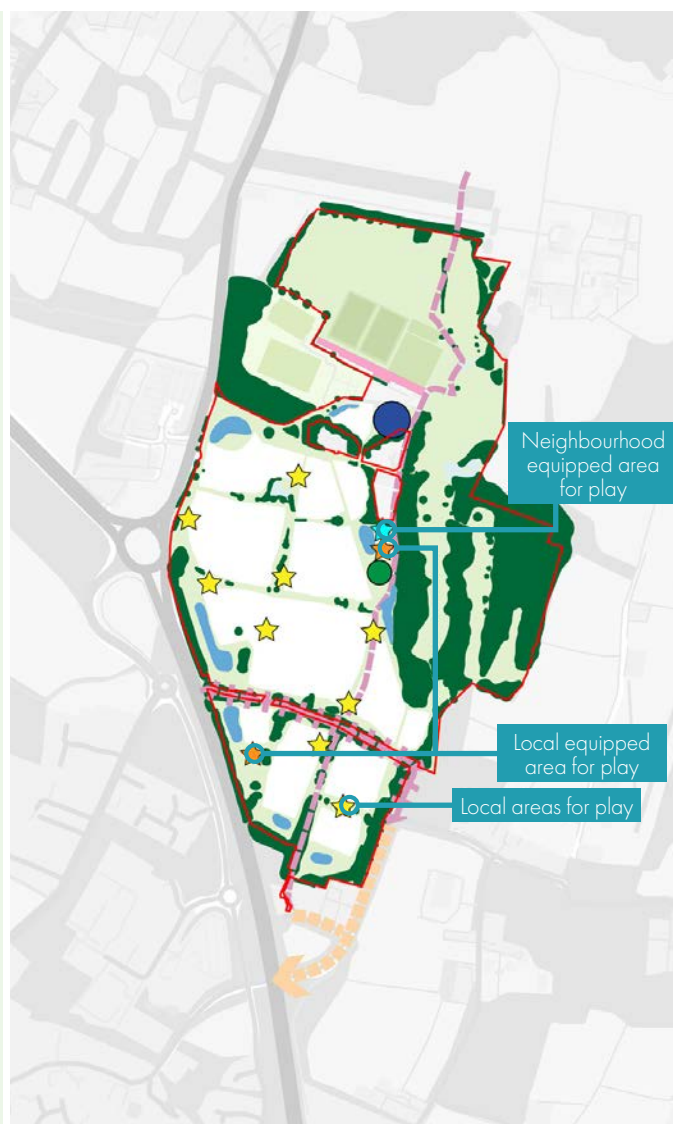 Neighbourhood
equipped area
for play
Local equipped
area for play
Local areas for play